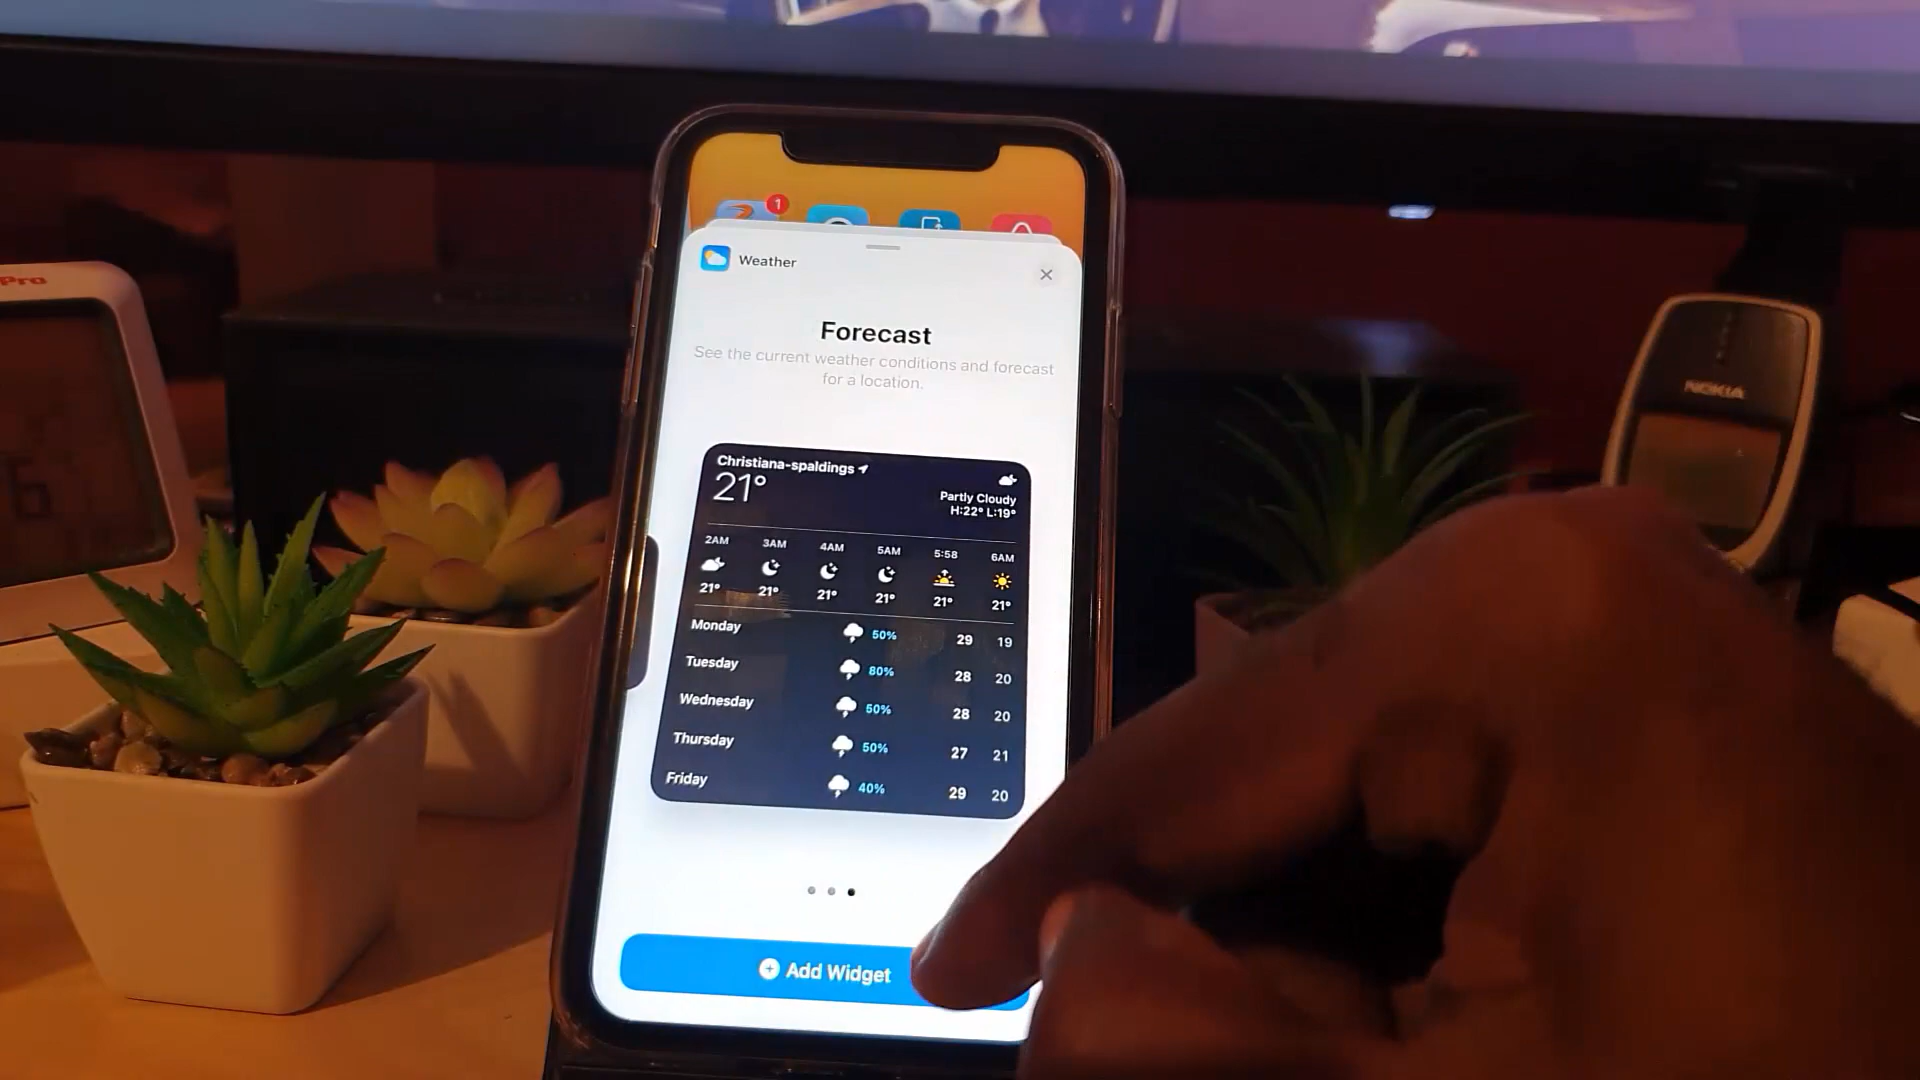 Pro
NOKIA
1
Weather
Forecast
See the current weather conditions and forecast
for a location.
Christiana-spaldings
21°
Partly Cloudy
H:22° L:19°
2AM 3AM 4AM 5AM 5:58 6AM
21° 21° 21° 21° 21° 21°
Monday 50% 29 19
Tuesday 80% 28 20
Wednesday 50% 28 20
Thursday 50% 27 21
Friday 40% 29 20
Add Widget